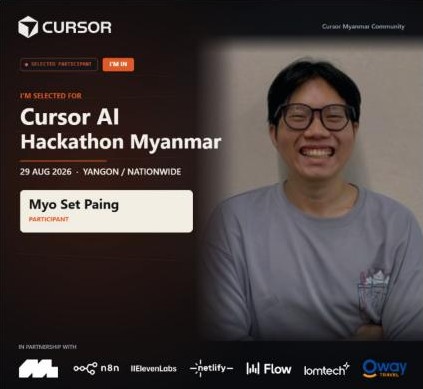 CURSOR
Cursor Myanmar Community
SELECTED PARTICIPANT
I'M IN
I'M SELECTED FOR
Cursor AI
Hackathon Myanmar
29 AUG 2026 · YANGON / NATIONWIDE
Myo Set Paing
PARTICIPANT
IN PARTNERSHIP WITH
n8n
IIElevenLabs
netlify
Flow
lomtech
Oway
TRAVEL